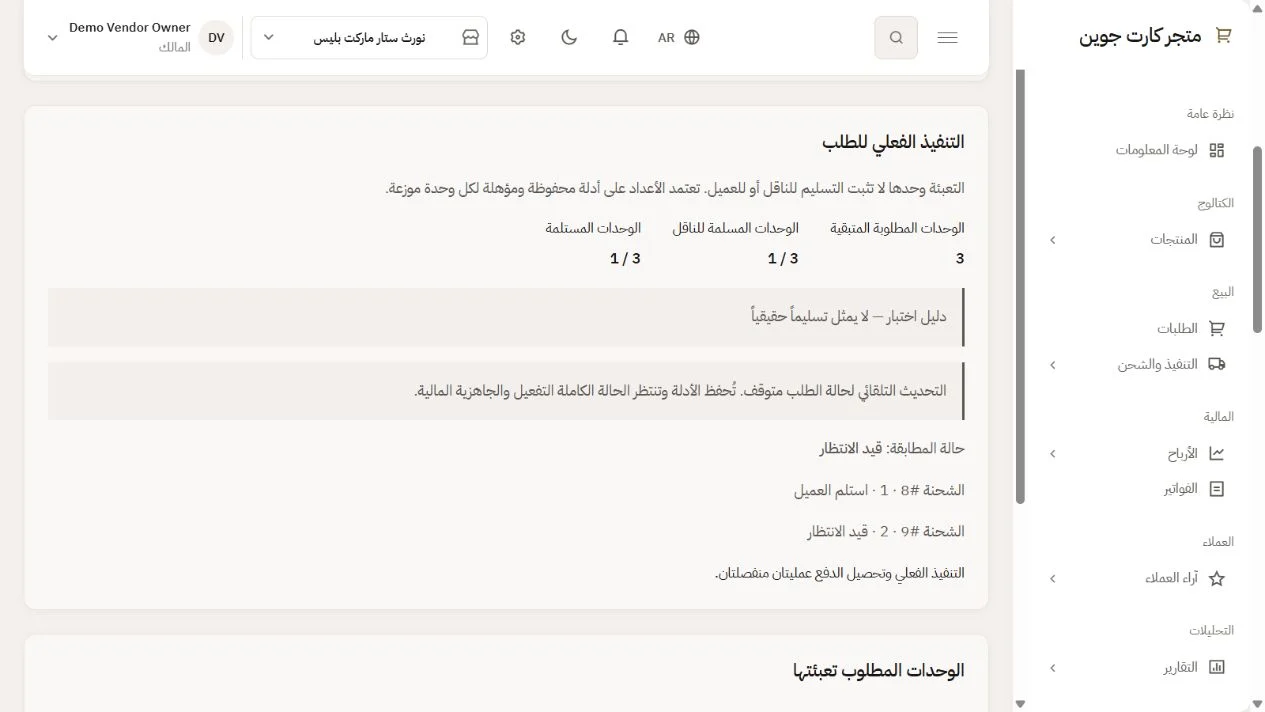 متجر كارت جوين
نظرة عامة
لوحة المعلومات
الكتالوج
المنتجات
البيع
الطلبات
التنفيذ والشحن
المالية
الأرباح
الفواتير
العملاء
آراء العملاء
التحليلات
التقارير
AR
نورث ستار ماركت بليس
DV
Demo Vendor Owner
المالك
التنفيذ الفعلي للطلب
التعبئة وحدها لا تثبت التسليم للناقل أو للعميل. تعتمد الأعداد على أدلة محفوظة ومؤهلة لكل وحدة موزعة.
الوحدات المطلوبة المتبقية
3
الوحدات المسلمة للناقل
1 / 3
الوحدات المستلمة
1 / 3
دليل اختبار — لا يمثل تسليماً حقيقياً
التحديث التلقائي لحالة الطلب متوقف. تُحفظ الأدلة وتنتظر الحالة الكاملة التفعيل والجاهزية المالية.
حالة المطابقة: قيد الانتظار
الشحنة #8 · 1 · استلم العميل
الشحنة #9 · 2 · قيد الانتظار
التنفيذ الفعلي وتحصيل الدفع عمليتان منفصلتان.
الوحدات المطلوب تعبئتها